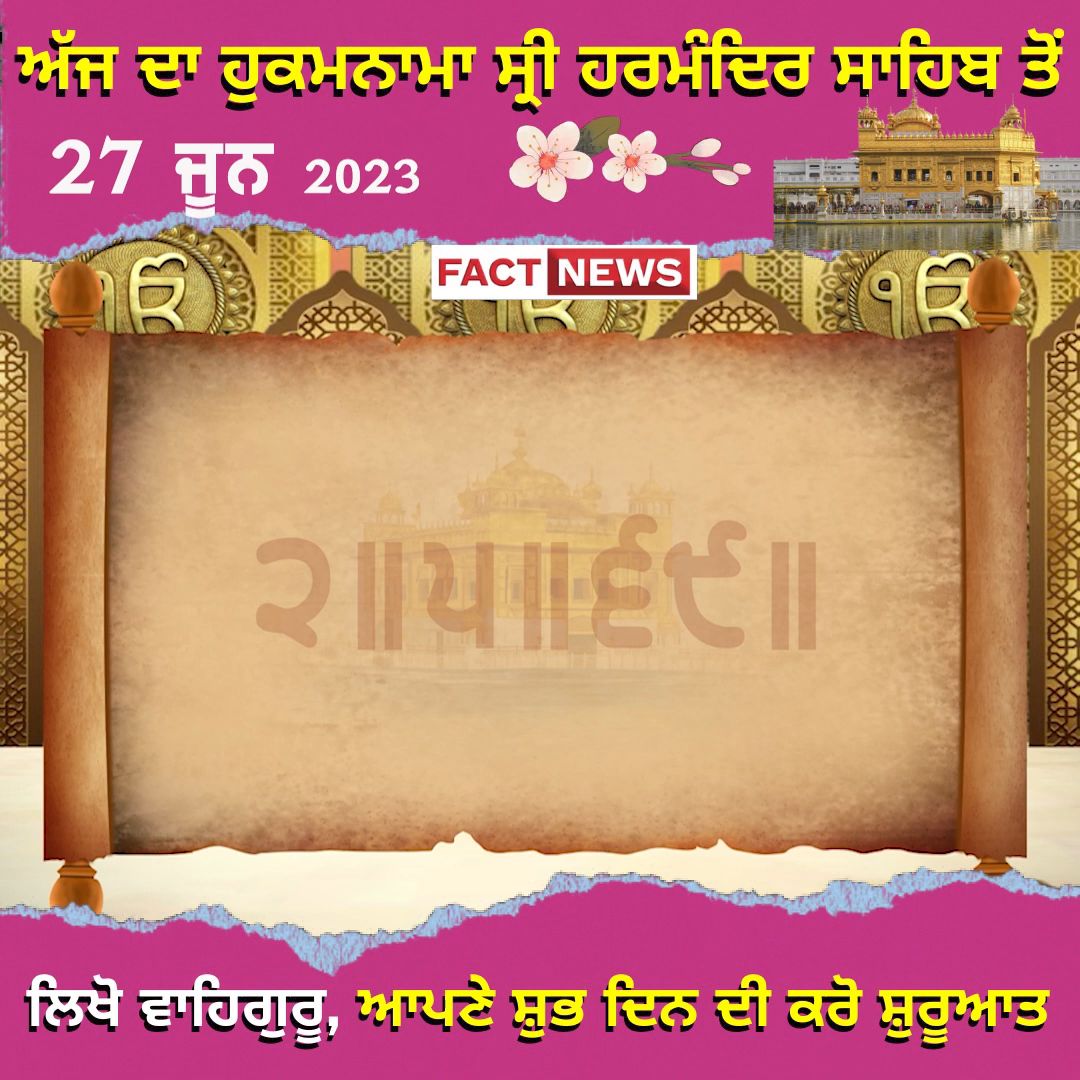 ਅੱਜ ਦਾ ਹੁਕਮਨਾਮਾ ਸ੍ਰੀ ਹਰਮੰਦਿਰ ਸਾਹਿਬ ਤੋਂ
27 ਜੂਨ 2023
FACT NEWS
੨॥੫॥੬੯॥
ਲਿਖੋ ਵਾਹਿਗੁਰੂ, ਆਪਣੇ ਸ਼ੁਭ ਦਿਨ ਦੀ ਕਰੋ ਸ਼ੁਰੂਆਤ